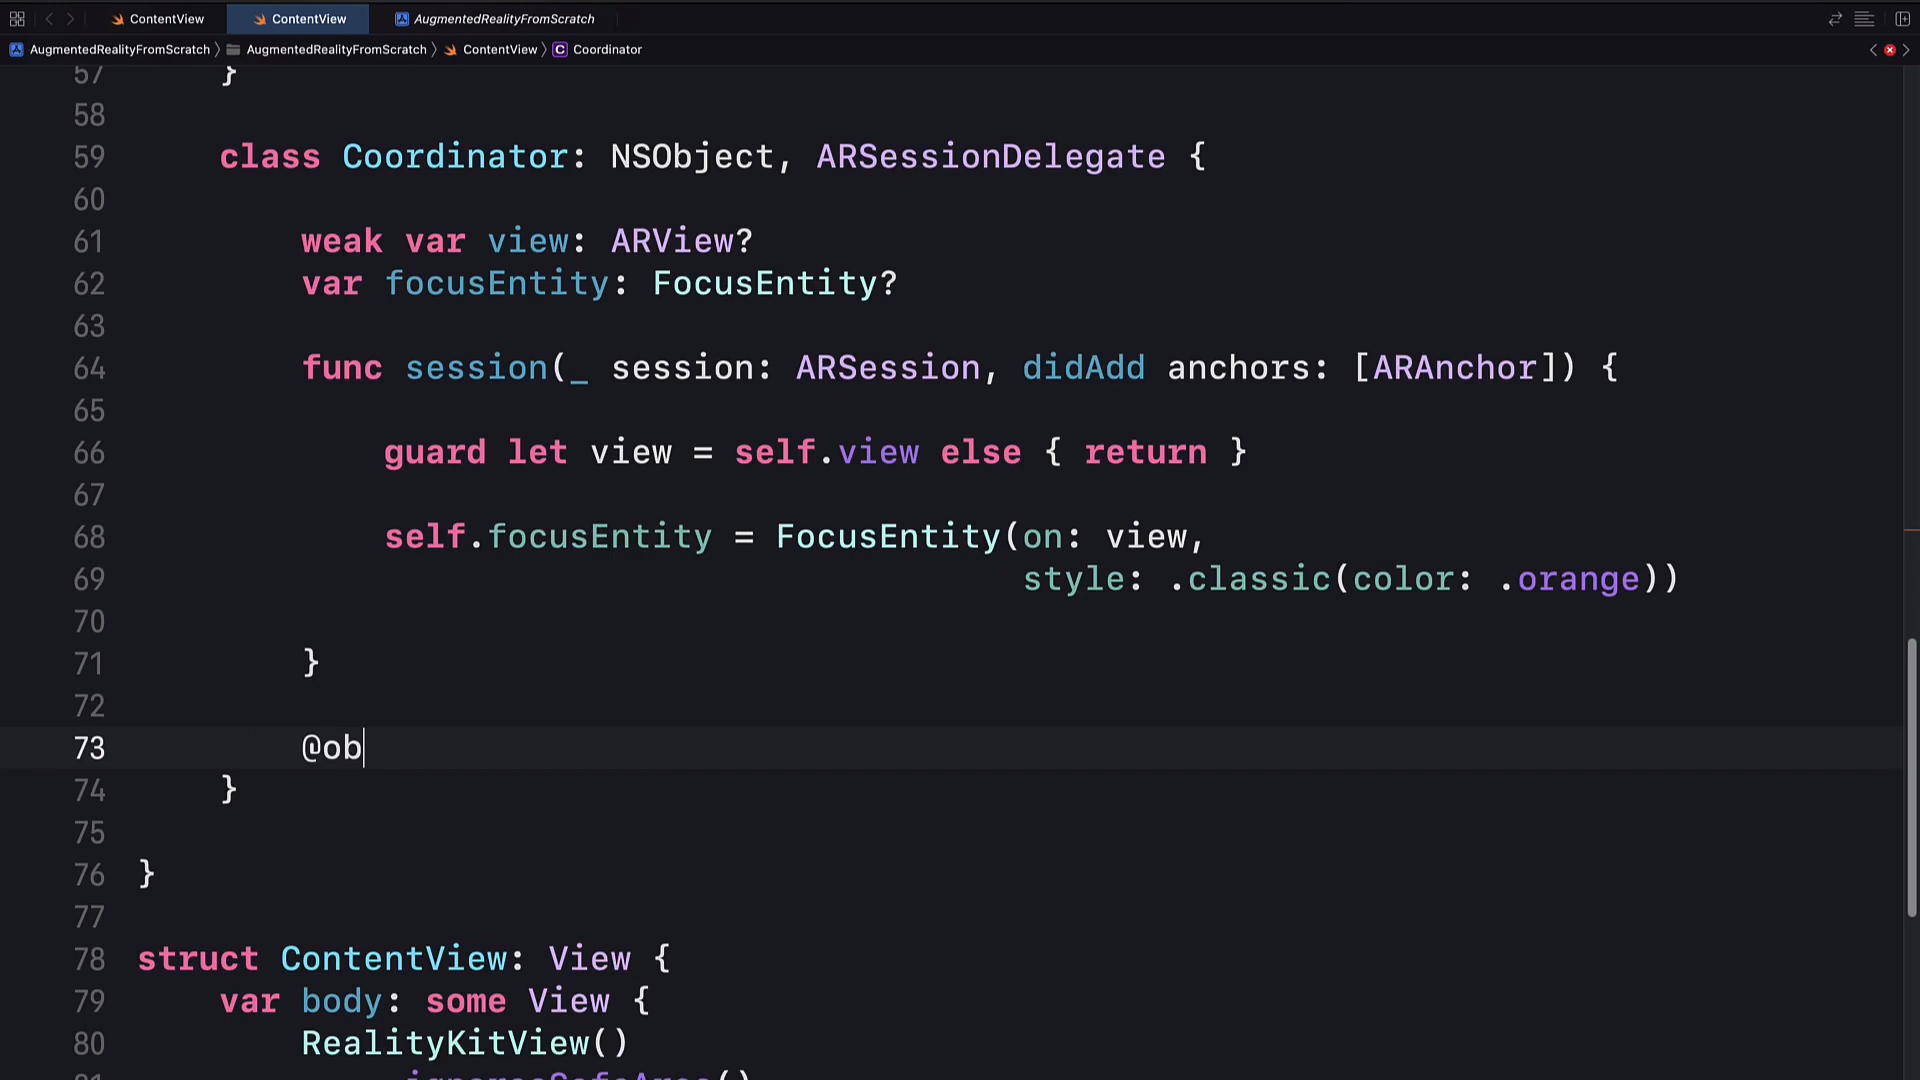 ContentView ContentView AugmentedRealityFromScratch
AugmentedRealityFromScratch AugmentedRealityFromScratch ContentView C Coordinator
57 }
58
59 class Coordinator: NSObject, ARSessionDelegate {
60
61 weak var view: ARView?
62 var focusEntity: FocusEntity?
63
64 func session(_ session: ARSession, didAdd anchors: [ARAnchor]) {
65
66 guard let view = self.view else { return }
67
68 self.focusEntity = FocusEntity(on: view,
69 style: .classic(color: .orange))
70
71 }
72
73 @ob
74 }
75
76 }
77
78 struct ContentView: View {
79 var body: some View {
80 RealityKitView()
81 .ignoresSafeArea()